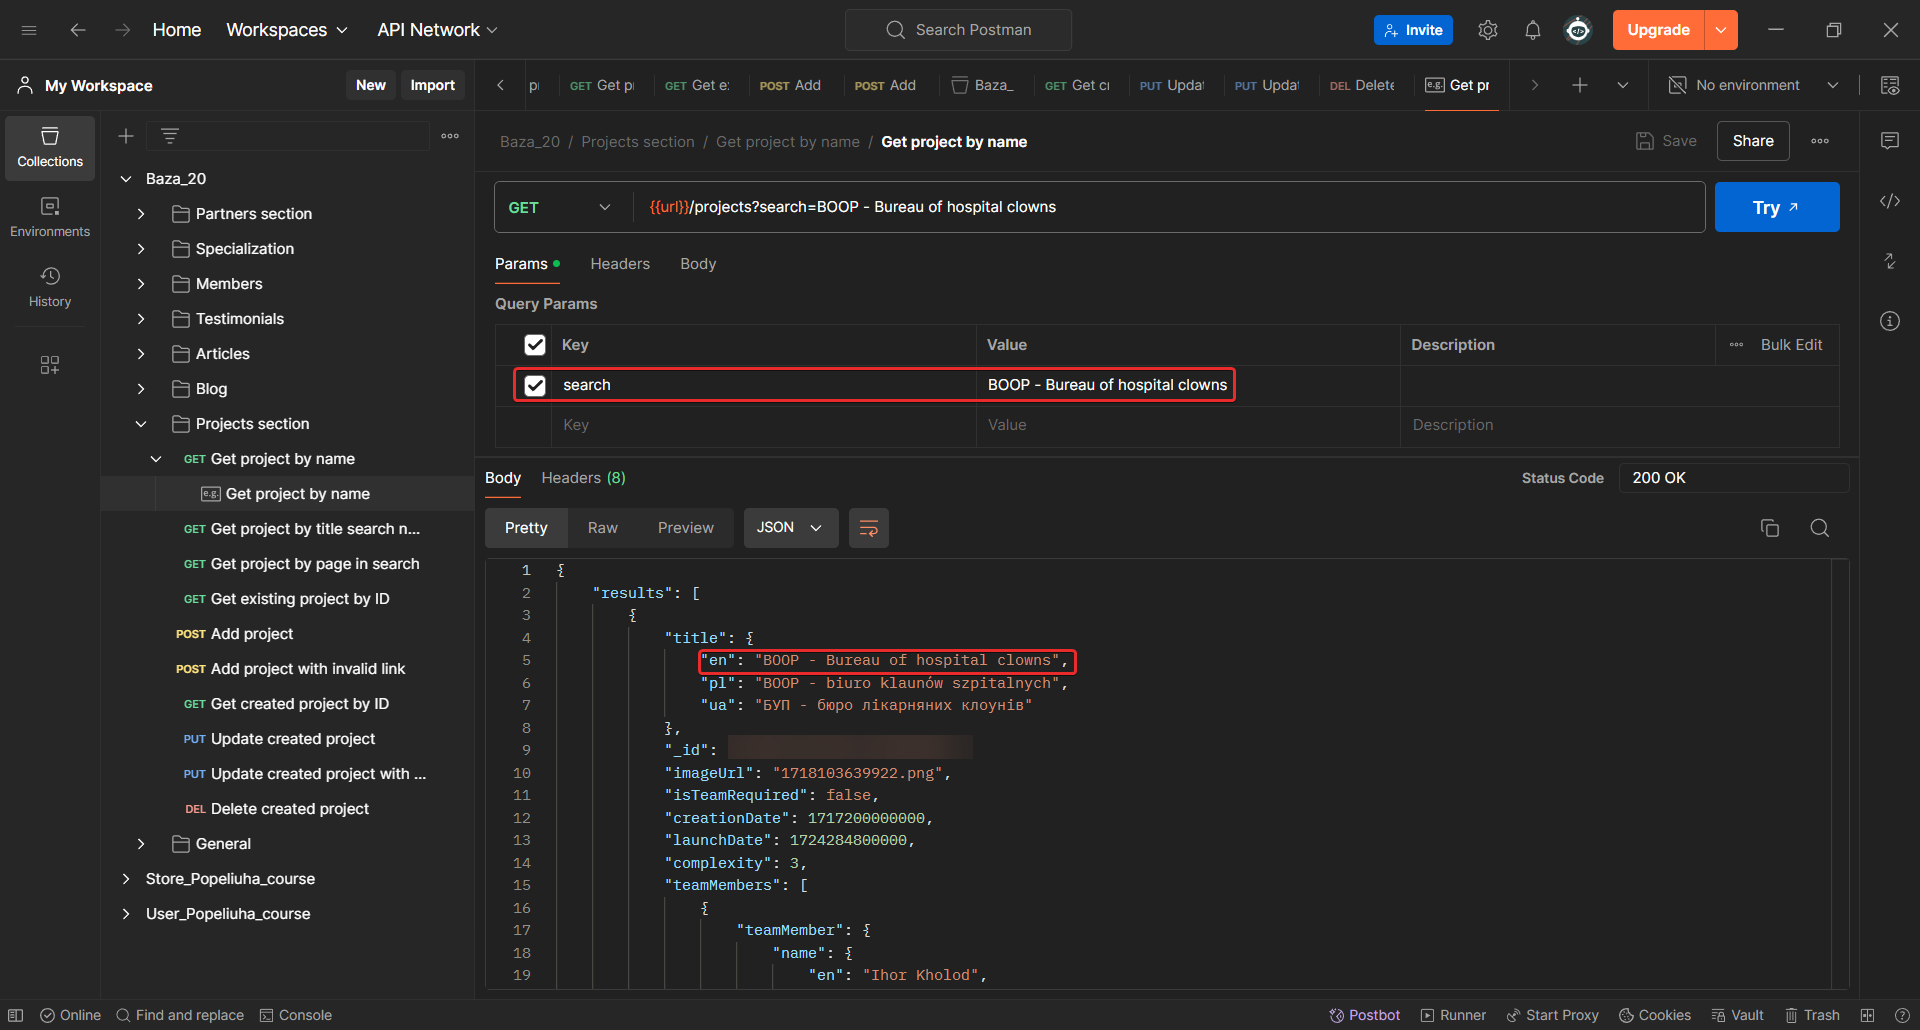 Home Workspaces API Network Search Postman Invite Upgrade
My Workspace New Import
GET Get pr GET Get e: POST Add POST Add Baza_ GET Get cr PUT Updat PUT Updat DEL Delete e.g. Get pr No environment
Collections
Environments
History
Baza_20
Partners section
Specialization
Members
Testimonials
Articles
Blog
Projects section
GET Get project by name
e.g. Get project by name
GET Get project by title search n...
GET Get project by page in search
GET Get existing project by ID
POST Add project
POST Add project with invalid link
GET Get created project by ID
PUT Update created project
PUT Update created project with ...
DEL Delete created project
General
Store_Popeliuha_course
User_Popeliuha_course
Baza_20 / Projects section / Get project by name / Get project by name Save Share
GET {{url}}/projects?search=BOOP - Bureau of hospital clowns Try
Params Headers Body
Query Params
Key Value Description Bulk Edit
search BOOP - Bureau of hospital clowns
Key Value Description
Body Headers (8) Status Code 200 OK
Pretty Raw Preview JSON
1 {
2 "results": [
3 {
4 "title": {
5 "en": "BOOP - Bureau of hospital clowns",
6 "pl": "BOOP - biuro klaunów szpitalnych",
7 "ua": "БУП - бюро лікарняних клоунів"
8 },
9 "_id":
10 "imageUrl": "1718103639922.png",
11 "isTeamRequired": false,
12 "creationDate": 1717200000000,
13 "launchDate": 1724284800000,
14 "complexity": 3,
15 "teamMembers": [
16 {
17 "teamMember": {
18 "name": {
19 "en": "Ihor Kholod",
Online Find and replace Console Postbot Runner Start Proxy Cookies Vault Trash